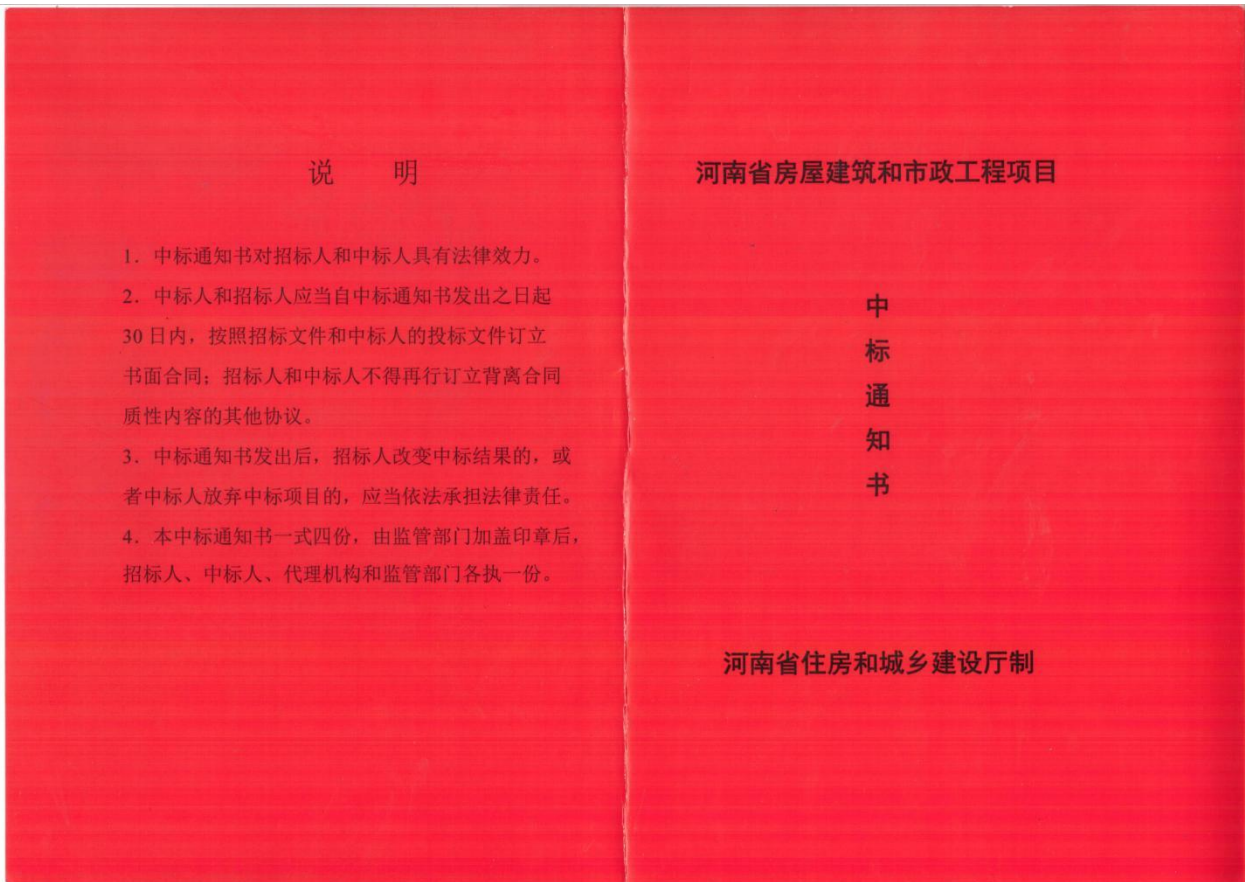 说 明
1. 中标通知书对招标人和中标人具有法律效力。
2. 中标人和招标人应当自中标通知书发出之日起
30 日内，按照招标文件和中标人的投标文件订立
书面合同；招标人和中标人不得再行订立背离合同
质性内容的其他协议。
3. 中标通知书发出后，招标人改变中标结果的，或
者中标人放弃中标项目的，应当依法承担法律责任。
4. 本中标通知书一式四份，由监管部门加盖印章后，
招标人、中标人、代理机构和监管部门各执一份。
河南省房屋建筑和市政工程项目
中
标
通
知
书
河南省住房和城乡建设厅制